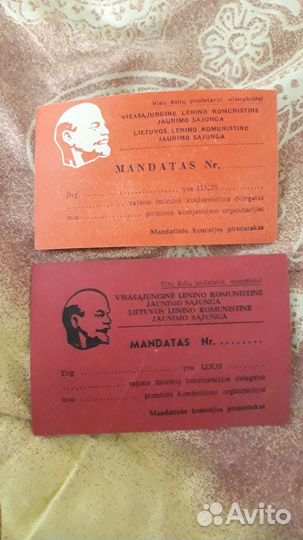 Visų šalių proletarai, vienykitės!
VISASĄJUNGINĖ LENINO KOMUNISTINĖ
JAUNIMO SĄJUNGA
LIETUVOS LENINO KOMUNISTINĖ
JAUNIMO SĄJUNGA
MANDATAS Nr.
Drg. .......... yra LLKJS ..........
.......... rajono (miesto) konferencijos delegatas
nuo .......... pirminės komjaunimo organizacijos
Mandatinės komisijos pirmininkas
Visų šalių proletarai, vienykitės!
VISASĄJUNGINĖ LENINO KOMUNISTINĖ
JAUNIMO SĄJUNGA
LIETUVOS LENINO KOMUNISTINĖ
JAUNIMO SĄJUNGA
MANDATAS Nr. ........
Drg. .......... yra LLKJS ..........
.......... rajono (miesto) konferencijos delegatas
nuo .......... pirminės komjaunimo organizacijos
Mandatinės komisijos pirmininkas
Avito